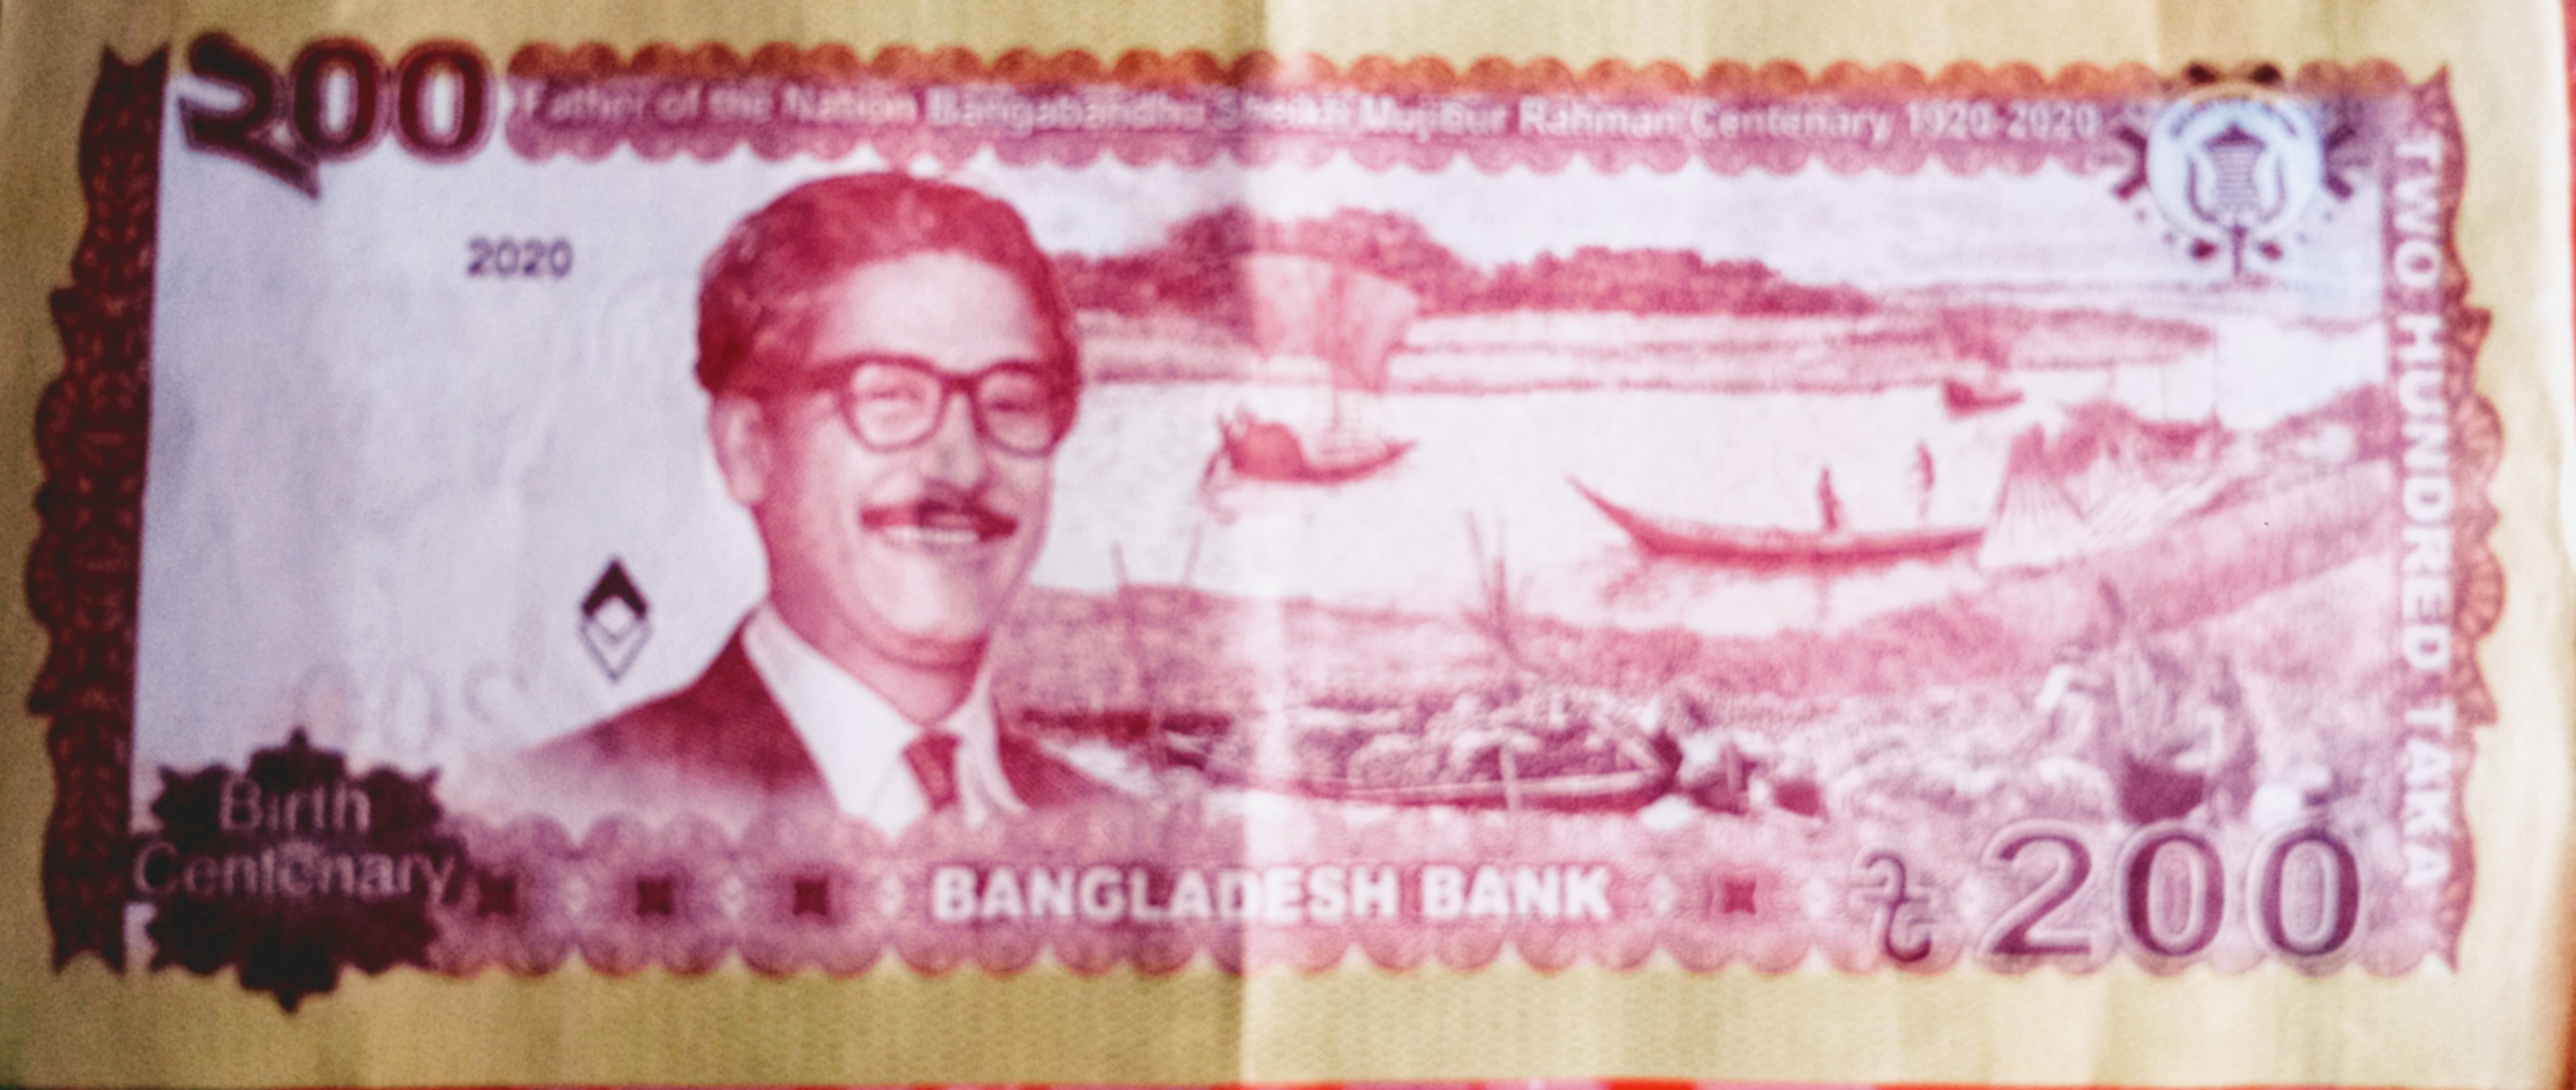 ২00
Father of the Nation Bangabandhu Sheikh Mujibur Rahman Centenary 1920-2020
2020
TWO HUNDRED TAKA
Birth
Centenary
BANGLADESH BANK
৳200